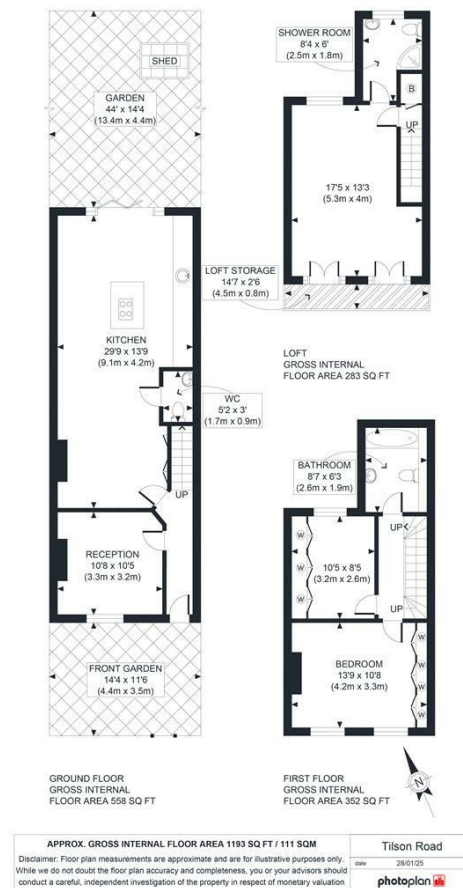 SHED
GARDEN
44' x 14'4
(13.4m x 4.4m)
KITCHEN
29'9 x 13'9
(9.1m x 4.2m)
WC
5'2 x 3'
(1.7m x 0.9m)
UP
RECEPTION
10'8 x 10'5
(3.3m x 3.2m)
FRONT GARDEN
14'4 x 11'6
(4.4m x 3.5m)
GROUND FLOOR
GROSS INTERNAL
FLOOR AREA 558 SQ FT
SHOWER ROOM
8'4 x 6'
(2.5m x 1.8m)
B
UP
17'5 x 13'3
(5.3m x 4m)
LOFT STORAGE
14'7 x 2'6
(4.5m x 0.8m)
LOFT
GROSS INTERNAL
FLOOR AREA 283 SQ FT
BATHROOM
8'7 x 6'3
(2.6m x 1.9m)
UP
W
10'5 x 8'5
(3.2m x 2.6m)
W
W
UP
BEDROOM
13'9 x 10'8
(4.2m x 3.3m)
W
W
W
W
N
FIRST FLOOR
GROSS INTERNAL
FLOOR AREA 352 SQ FT
APPROX. GROSS INTERNAL FLOOR AREA 1193 SQ FT / 111 SQM
Disclaimer: Floor plan measurements are approximate and are for illustrative purposes only.
While we do not doubt the floor plan accuracy and completeness, you or your advisors should
conduct a careful, independent investigation of the property in respect of monetary valuation
Tilson Road
date 28/01/25
photoplan